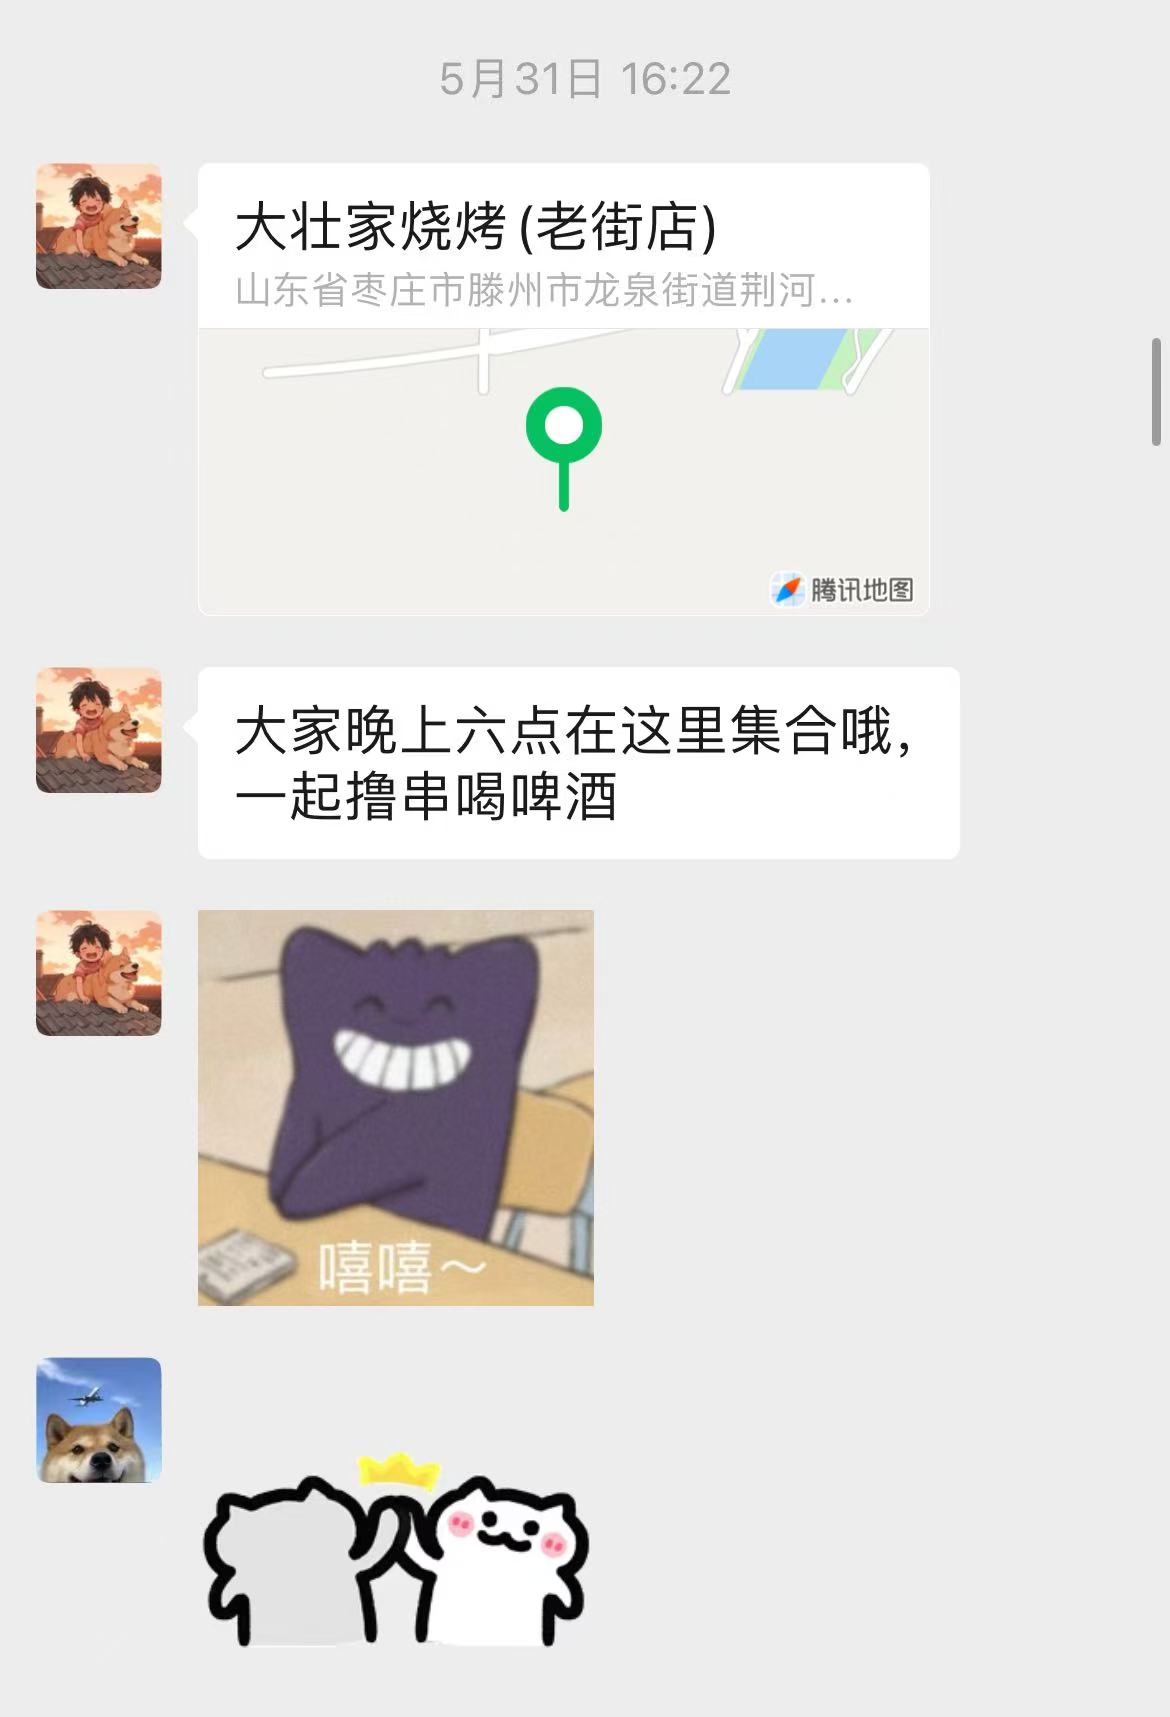 5月31日 16:22
大壮家烧烤(老街店)
山东省枣庄市滕州市龙泉街道荆河...
腾讯地图
大家晚上六点在这里集合哦,
一起撸串喝啤酒
嘻嘻~